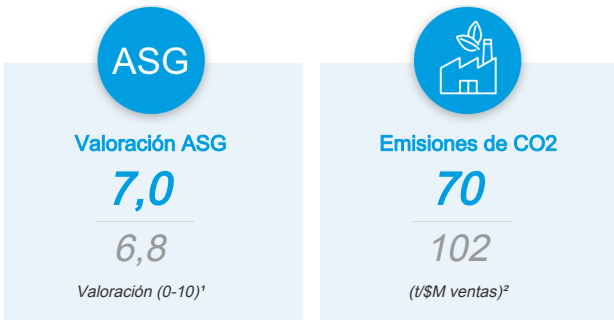 ASG
Valoración ASG
7,0
6,8
Valoración (0-10)¹
Emisiones de CO2
70
102
(t/$M ventas)²